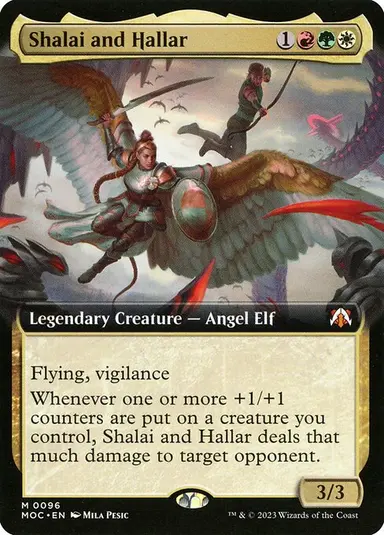 Shalai and Hallar 1
Legendary Creature — Angel Elf
Flying, vigilance
Whenever one or more +1/+1
counters are put on a creature you
control, Shalai and Hallar deals that
much damage to target opponent.
3/3
M 0096
MOC • EN Mila Pesic
™ & © 2023 Wizards of the Coast